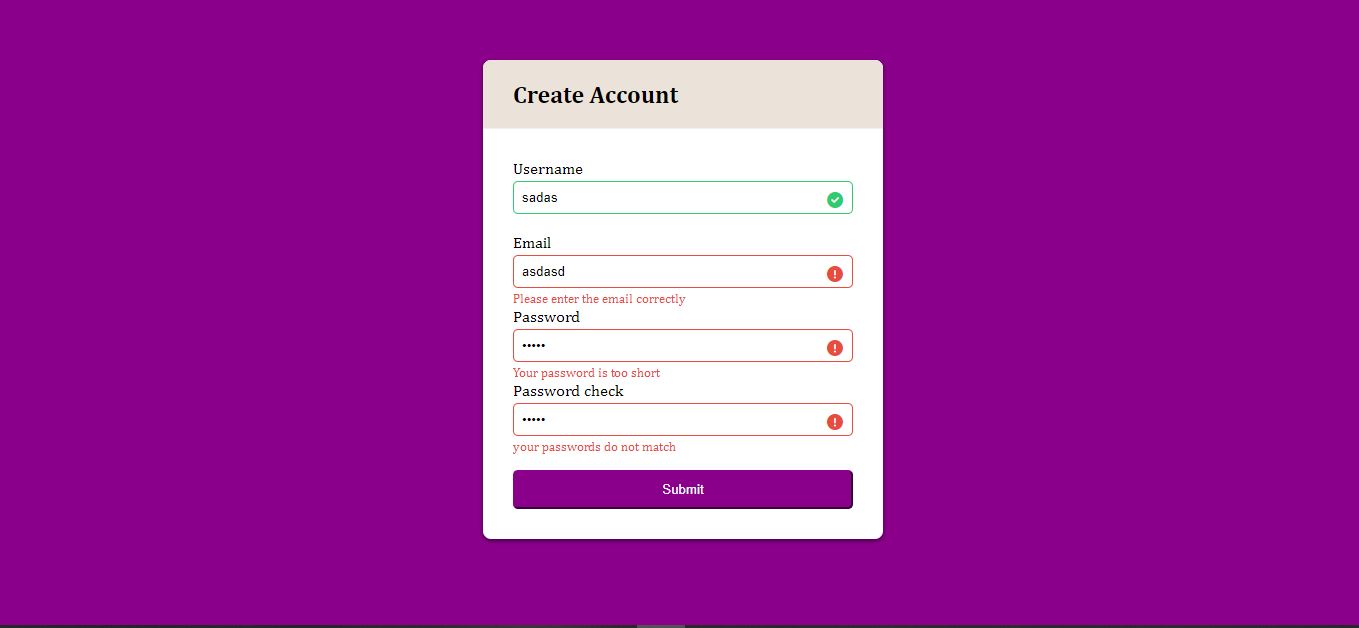 Create Account
Username
sadas
Email
asdasd
Please enter the email correctly
Password
•••••
Your password is too short
Password check
•••••
your passwords do not match
Submit